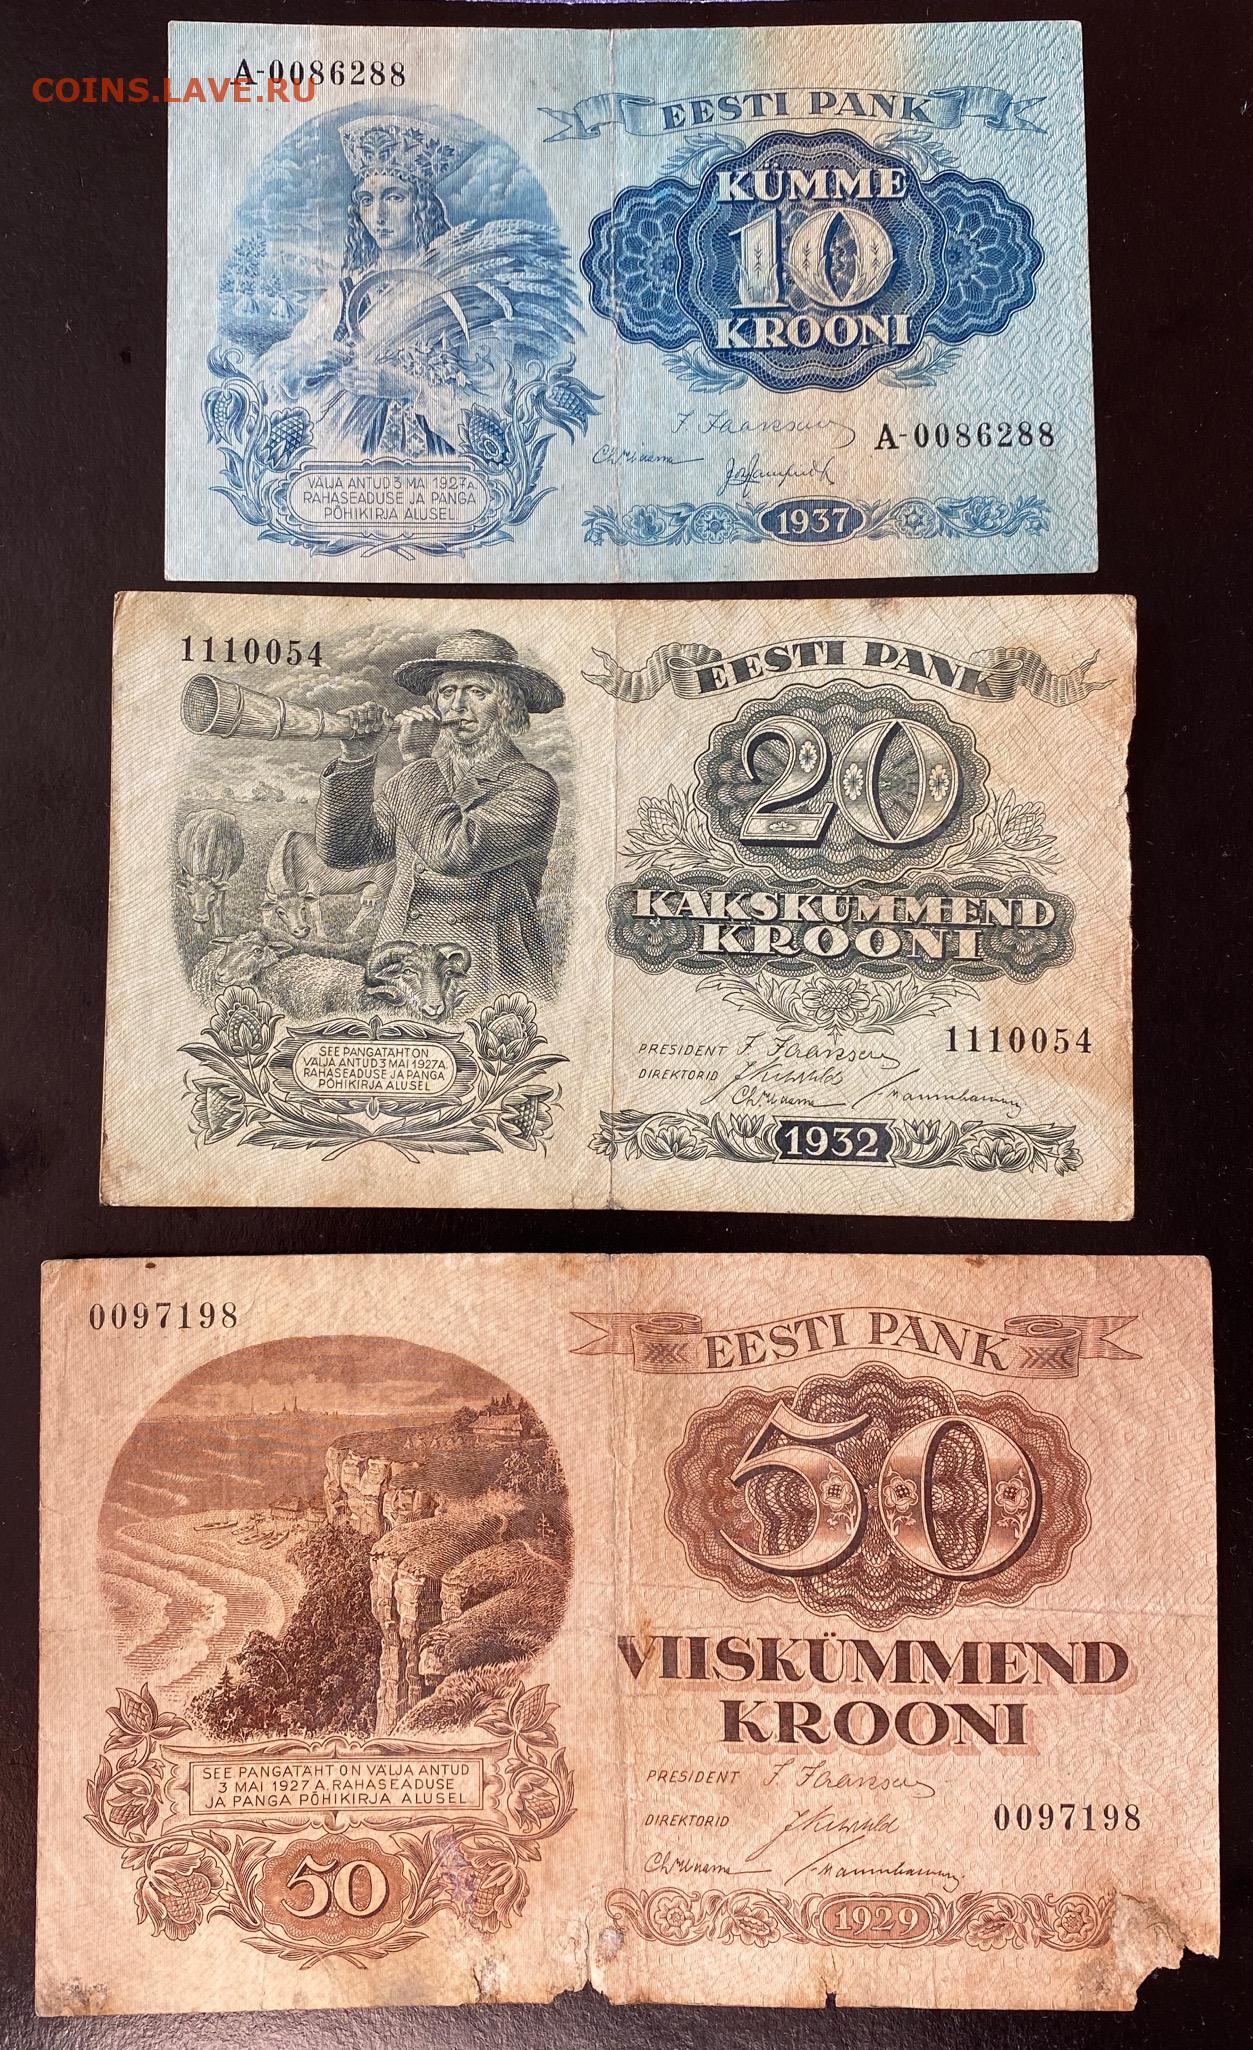 A-0086288
COINS.LAVE.RU
EESTI PANK
KÜMME
10
KROONI
A-0086288
VÄLJA ANTUD 3 MAI 1927 A.
RAHASEADUSE JA PANGA
PÕHIKIRJA ALUSEL
1937
1110054
EESTI PANK
20
KAKSKÜMMEND
KROONI
1110054
PRESIDENT
DIREKTORID
SEE PANGATÄHT ON
VÄLJA ANTUD 3 MAI 1927 A.
RAHASEADUSE JA PANGA
PÕHIKIRJA ALUSEL
1932
0097198
EESTI PANK
50
VIISKÜMMEND
KROONI
SEE PANGATÄHT ON VÄLJA ANTUD
3 MAI 1927 A. RAHASEADUSE
JA PANGA PÕHIKIRJA ALUSEL
PRESIDENT
DIREKTORID
0097198
50
1929